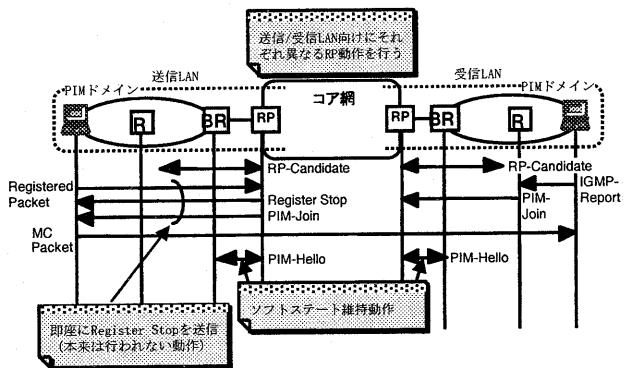 送信/受信LAN向けにそれ
ぞれ異なるRP動作を行う
送信LAN
受信LAN
PIMドメイン
コア網
PIMドメイン
R
BR
RP
RP
BR
R
RP-Candidate
RP-Candidate
Registered
Packet
Register Stop
PIM-Join
IGMP-
Report
PIM-
Join
MC
Packet
PIM-Hello
PIM-Hello
即座にRegister Stopを送信
(本来は行われない動作)
ソフトステート維持動作